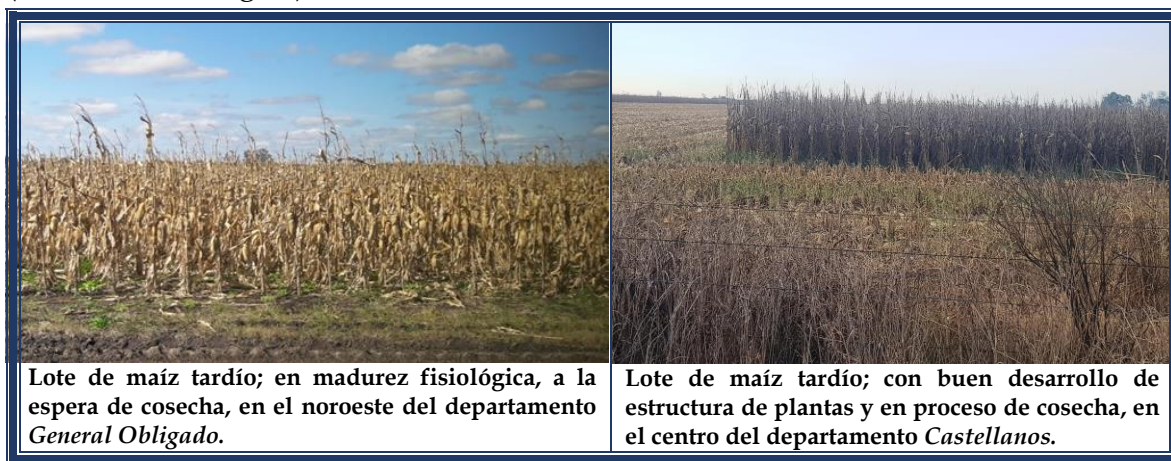 Lote de maíz tardío; en madurez fisiológica, a la
espera de cosecha, en el noroeste del departamento
General Obligado.
Lote de maíz tardío; con buen desarrollo de
estructura de plantas y en proceso de cosecha, en
el centro del departamento Castellanos.